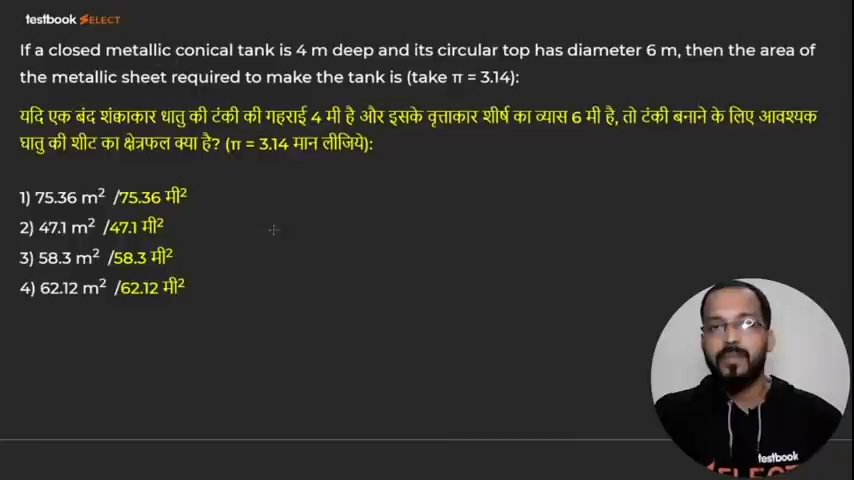 testbook SELECT
If a closed metallic conical tank is 4 m deep and its circular top has diameter 6 m, then the area of
the metallic sheet required to make the tank is (take π = 3.14):
यदि एक बंद शंक्वाकार धातु की टंकी की गहराई 4 मी है और इसके वृत्ताकार शीर्ष का व्यास 6 मी है, तो टंकी बनाने के लिए आवश्यक
धातु की शीट का क्षेत्रफल क्या है? (π = 3.14 मान लीजिये):
1) 75.36 m² /75.36 मी²
2) 47.1 m² /47.1 मी²
3) 58.3 m² /58.3 मी²
4) 62.12 m² /62.12 मी²
testbook
SELECT